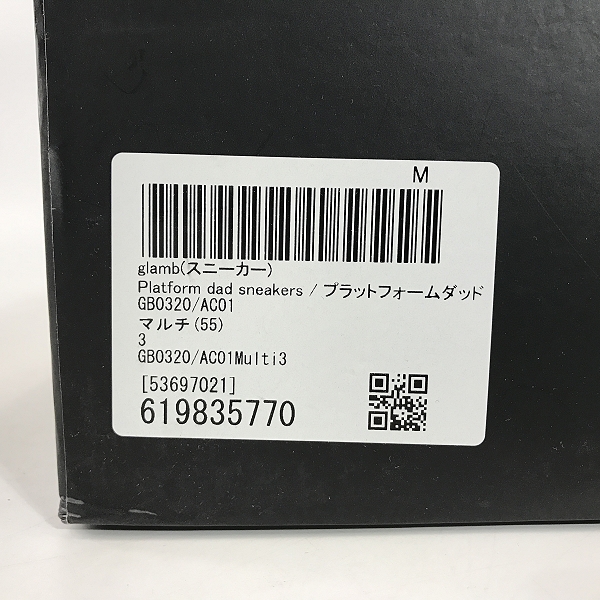 M
glamb(スニーカー)
Platform dad sneakers / プラットフォームダッド
GB0320/AC01
マルチ(55)
3
GB0320/AC01Multi3
[53697021]
619835770